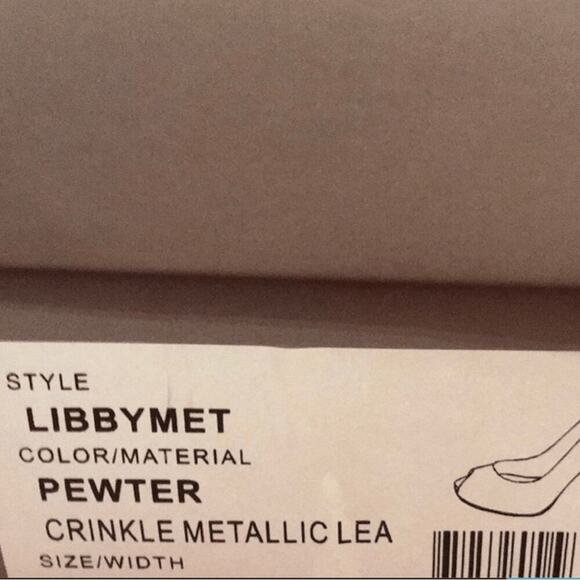 STYLE
LIBBYMET
COLOR/MATERIAL
PEWTER
CRINKLE METALLIC LEA
SIZE/WIDTH